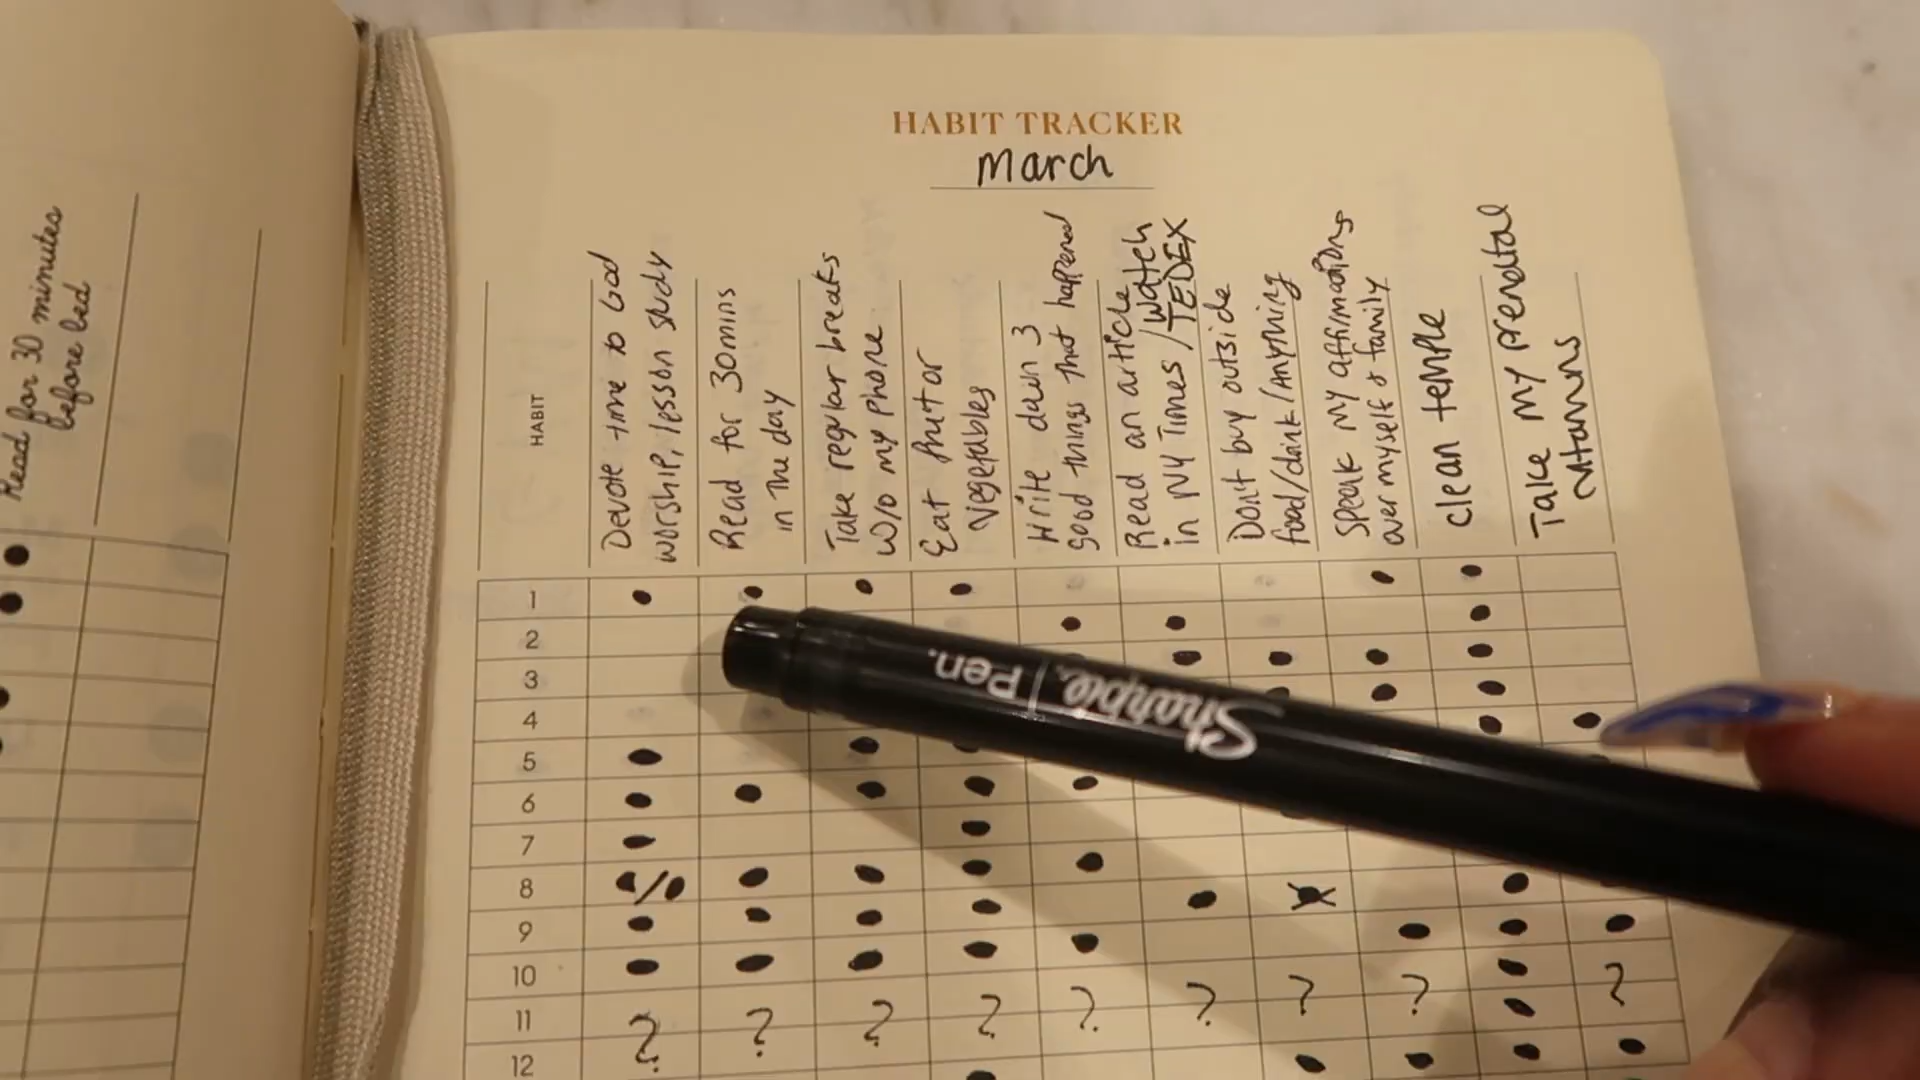 Read for 30 minutes
before bed
HABIT TRACKER
March
HABIT
Devote time to God
worship, lesson study
Read for 30mins
in the day
Take regular breaks
w/o my phone
Eat fruit or
Vegetables
Write down 3
good things that happened
Read an article
in NY Times / Watch
TEDEX
Don't buy outside
food/drink/Anything
Speak my affirmations
over myself & family
clean temple
Take my prenatal
vitamins
1
2
3
4
5
6
7
8
9
10
11
? ? ? ? ? ? ? ? ?
12
Sharpie. Pen.